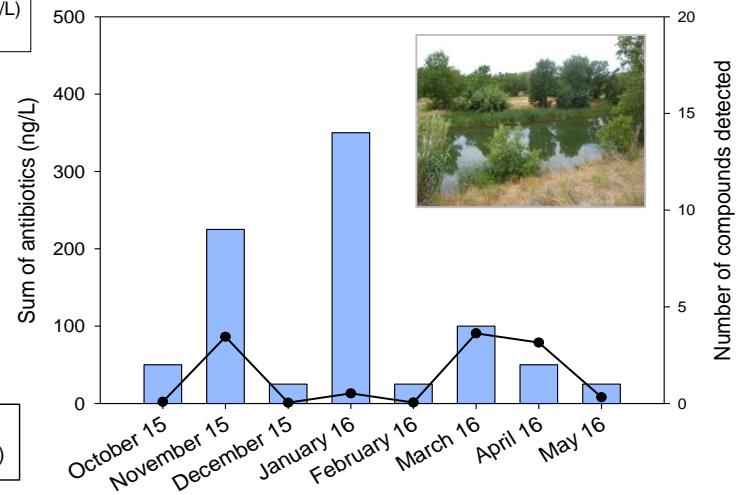 /L)
)
Sum of antibiotics (ng/L)
500
400
300
200
100
0
20
15
10
5
0
Number of compounds detected
October 15
November 15
December 15
January 16
February 16
March 16
April 16
May 16